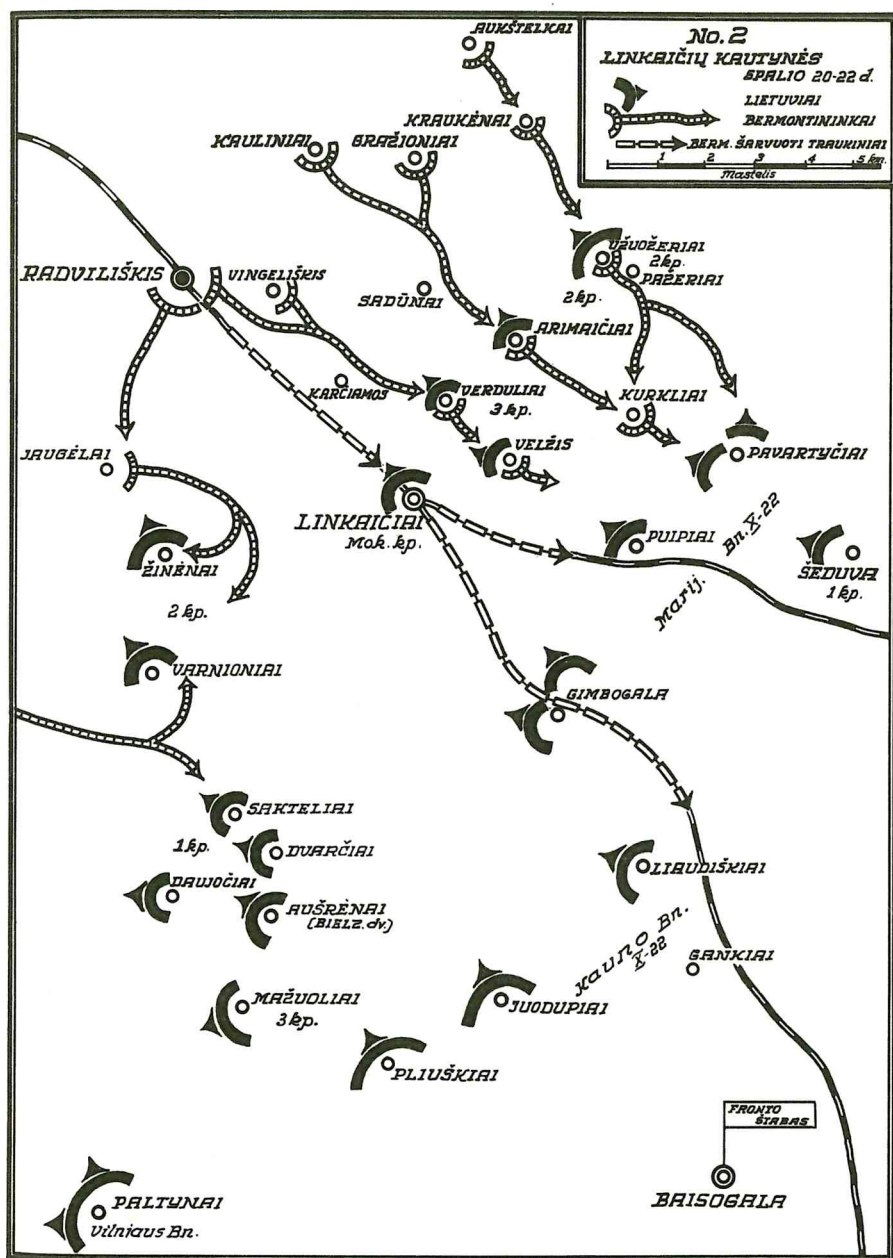 No. 2
LINKAIČIŲ KAUTYNĖS
SPALIO 20-22 d.
LIETUVIAI
BERMONTININKAI
BERM. ŠARVUOTI TRAUKINIAI
1 2 3 4 5 km.
Mastelis
AUKŠTELKAI
KRAUKĖNAI
KAULINIAI
GRAŽIONIAI
UŽUOŽERIAI
2 kp.
PAŽERIAI
2 kp.
RADVILIŠKIS
VINGELIŠKIS
SADŪNAI
ARIMAIČIAI
KARČIAMOS
VERDULIAI
3 kp.
KURKLIAI
VELŽIS
PAVARTYČIAI
JAUGĖLAI
LINKAIČIAI
Mok. kp.
PUIPIAI
Marij. Bn. X-22
ŠEDUVA
1 kp.
ŽINĖNAI
2 kp.
VARNIONIAI
GIMBOGALA
SAKTELIAI
1 kp.
DVARČIAI
LIAUDIŠKIAI
DAUJOČIAI
AUŠRĖNAI
(BIELZ. dv.)
Kauno Bn.
X-22
GANKIAI
MAŽUOLIAI
3 kp.
JUODUPIAI
PLIUŠKIAI
FRONTO
ŠTABAS
BAISOGALA
PALTYNAI
Vilniaus Bn.